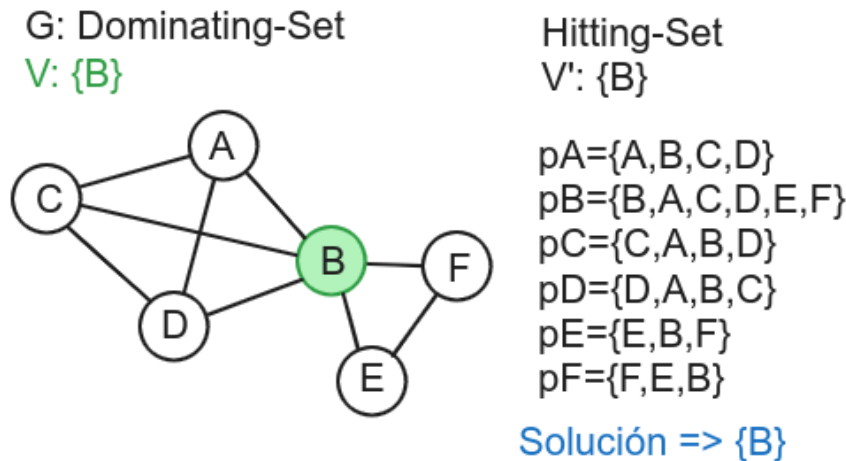 G: Dominating-Set
V: {B}
A
C
B
F
D
E
Hitting-Set
V': {B}
pA={A,B,C,D}
pB={B,A,C,D,E,F}
pC={C,A,B,D}
pD={D,A,B,C}
pE={E,B,F}
pF={F,E,B}
Solución => {B}